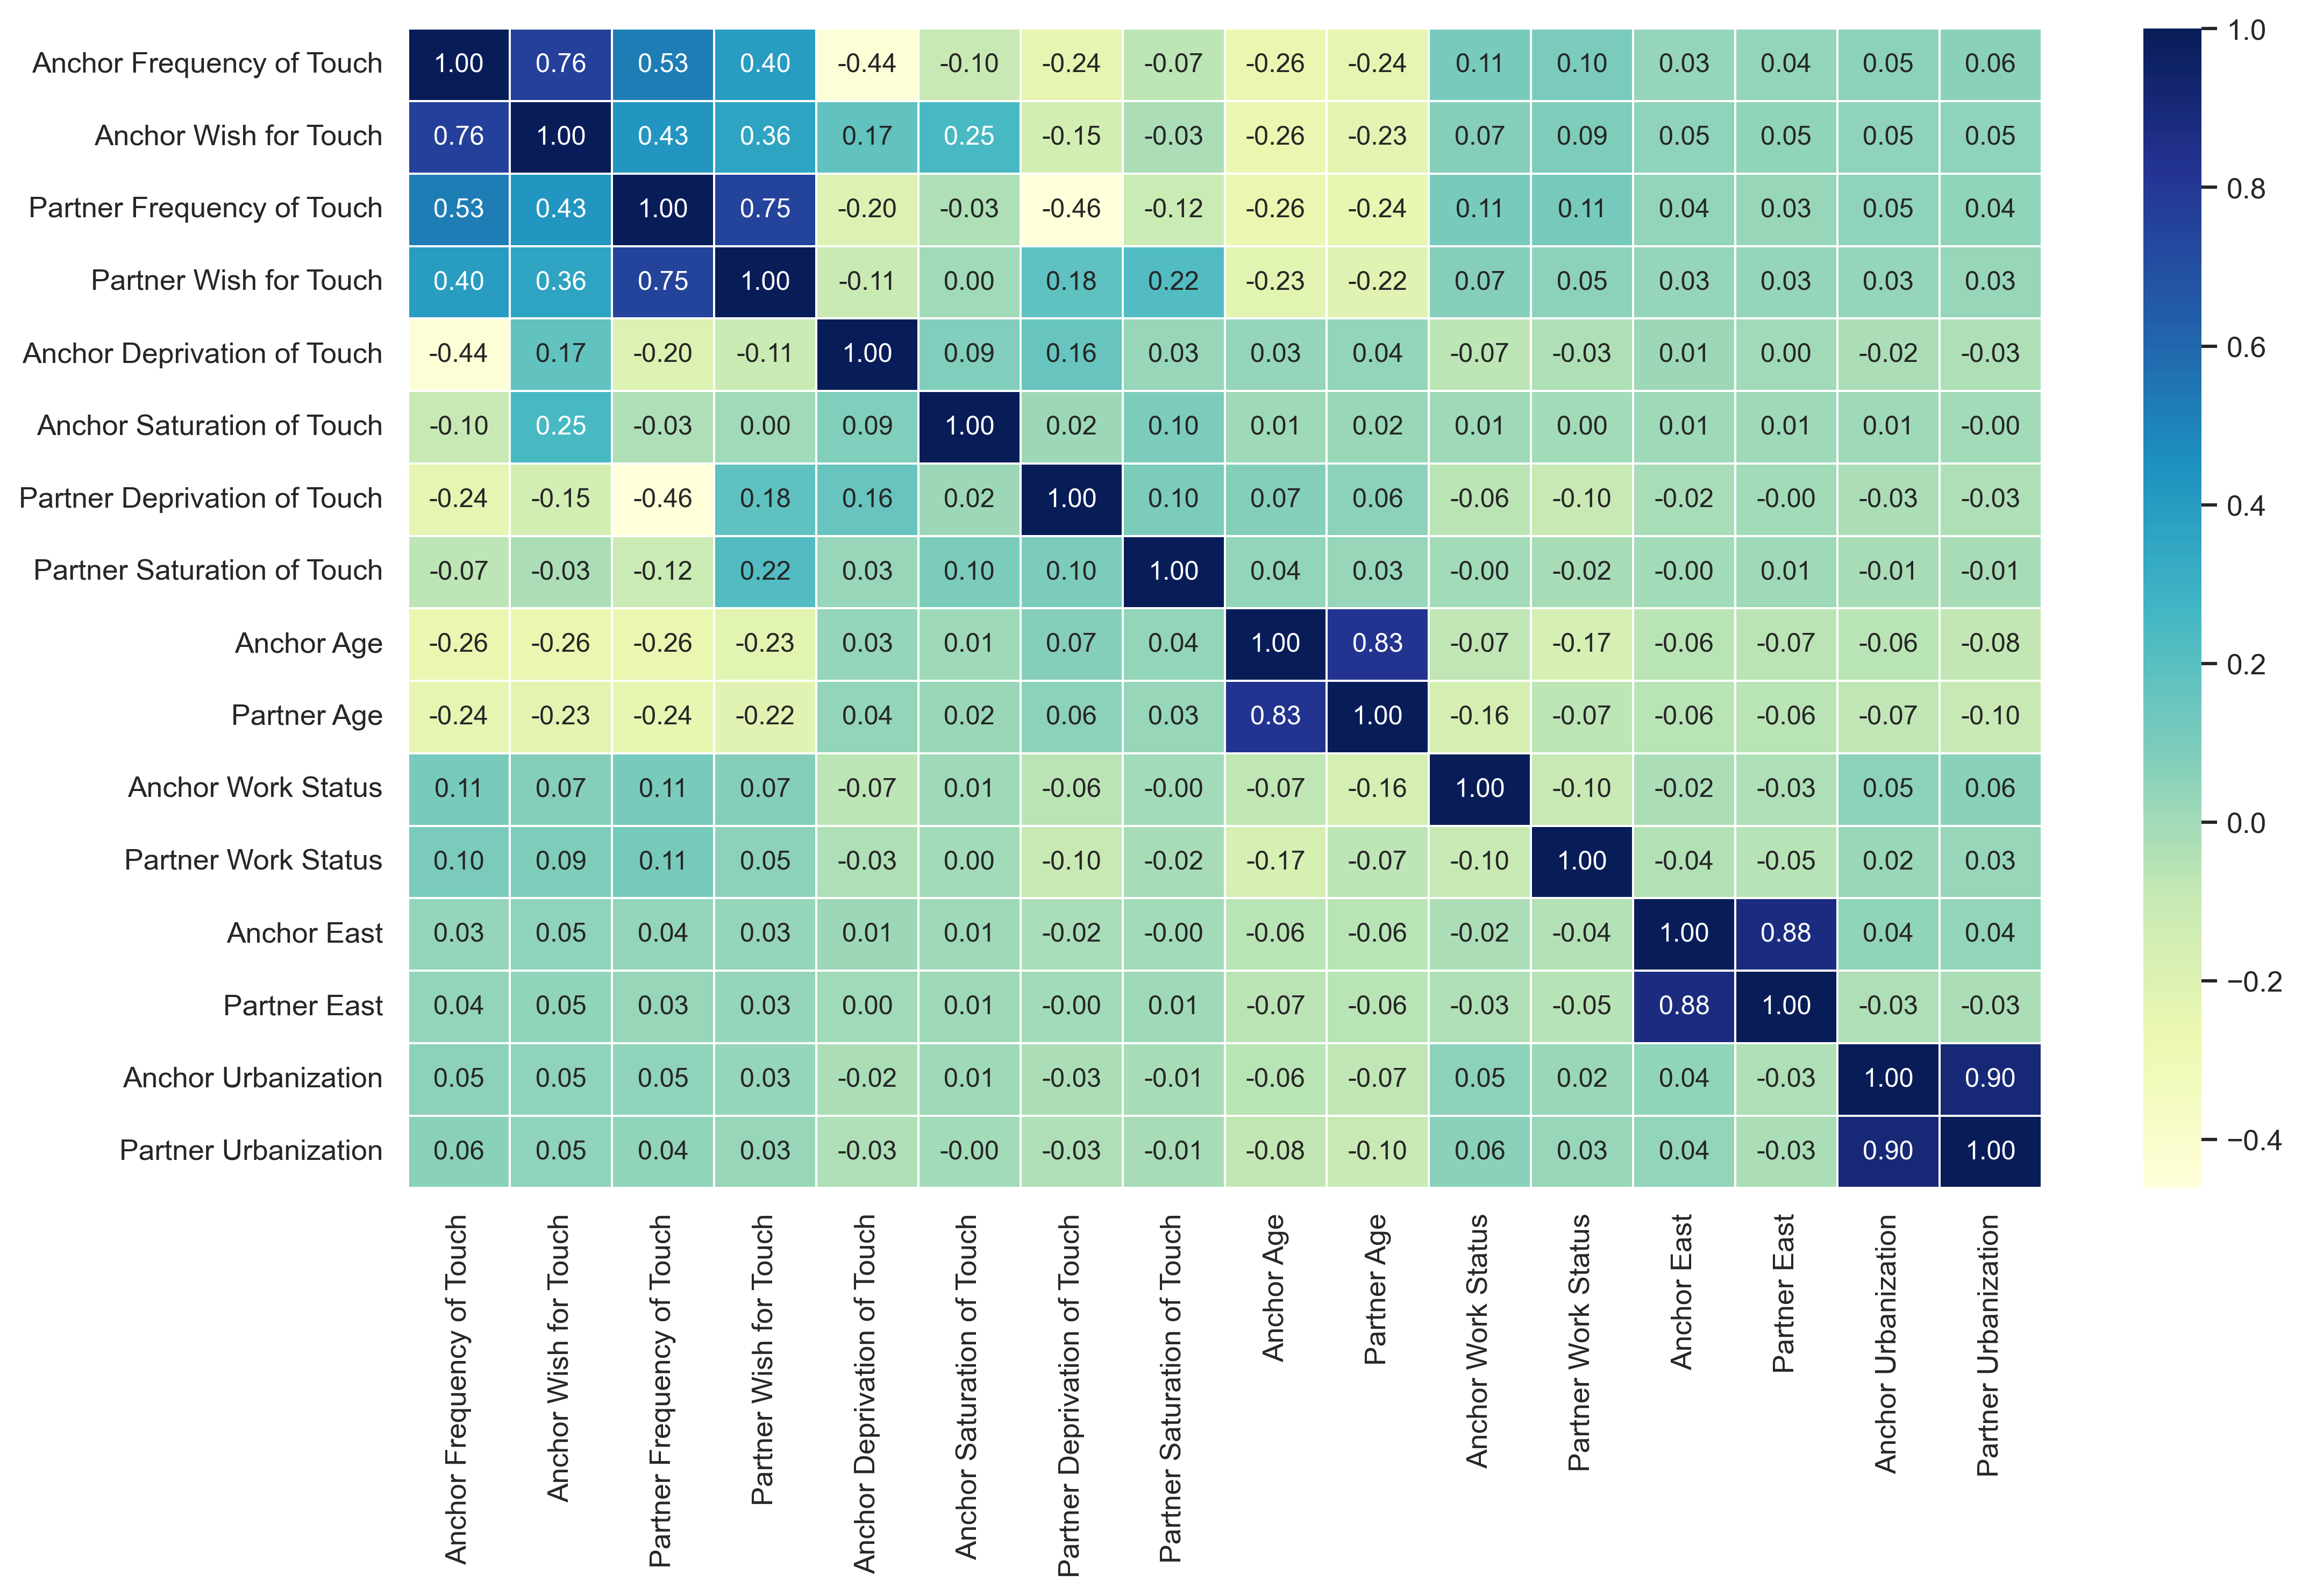 Anchor Frequency of Touch 1.00 0.76 0.53 0.40 -0.44 -0.10 -0.24 -0.07 -0.26 -0.24 0.11 0.10 0.03 0.04 0.05 0.06
Anchor Wish for Touch 0.76 1.00 0.43 0.36 0.17 0.25 -0.15 -0.03 -0.26 -0.23 0.07 0.09 0.05 0.05 0.05 0.05
Partner Frequency of Touch 0.53 0.43 1.00 0.75 -0.20 -0.03 -0.46 -0.12 -0.26 -0.24 0.11 0.11 0.04 0.03 0.05 0.04
Partner Wish for Touch 0.40 0.36 0.75 1.00 -0.11 0.00 0.18 0.22 -0.23 -0.22 0.07 0.05 0.03 0.03 0.03 0.03
Anchor Deprivation of Touch -0.44 0.17 -0.20 -0.11 1.00 0.09 0.16 0.03 0.03 0.04 -0.07 -0.03 0.01 0.00 -0.02 -0.03
Anchor Saturation of Touch -0.10 0.25 -0.03 0.00 0.09 1.00 0.02 0.10 0.01 0.02 0.01 0.00 0.01 0.01 0.01 -0.00
Partner Deprivation of Touch -0.24 -0.15 -0.46 0.18 0.16 0.02 1.00 0.10 0.07 0.06 -0.06 -0.10 -0.02 -0.00 -0.03 -0.03
Partner Saturation of Touch -0.07 -0.03 -0.12 0.22 0.03 0.10 0.10 1.00 0.04 0.03 -0.00 -0.02 -0.00 0.01 -0.01 -0.01
Anchor Age -0.26 -0.26 -0.26 -0.23 0.03 0.01 0.07 0.04 1.00 0.83 -0.07 -0.17 -0.06 -0.07 -0.06 -0.08
Partner Age -0.24 -0.23 -0.24 -0.22 0.04 0.02 0.06 0.03 0.83 1.00 -0.16 -0.07 -0.06 -0.06 -0.07 -0.10
Anchor Work Status 0.11 0.07 0.11 0.07 -0.07 0.01 -0.06 -0.00 -0.07 -0.16 1.00 -0.10 -0.02 -0.03 0.05 0.06
Partner Work Status 0.10 0.09 0.11 0.05 -0.03 0.00 -0.10 -0.02 -0.17 -0.07 -0.10 1.00 -0.04 -0.05 0.02 0.03
Anchor East 0.03 0.05 0.04 0.03 0.01 0.01 -0.02 -0.00 -0.06 -0.06 -0.02 -0.04 1.00 0.88 0.04 0.04
Partner East 0.04 0.05 0.03 0.03 0.00 0.01 -0.00 0.01 -0.07 -0.06 -0.03 -0.05 0.88 1.00 -0.03 -0.03
Anchor Urbanization 0.05 0.05 0.05 0.03 -0.02 0.01 -0.03 -0.01 -0.06 -0.07 0.05 0.02 0.04 -0.03 1.00 0.90
Partner Urbanization 0.06 0.05 0.04 0.03 -0.03 -0.00 -0.03 -0.01 -0.08 -0.10 0.06 0.03 0.04 -0.03 0.90 1.00
Anchor Frequency of Touch
Anchor Wish for Touch
Partner Frequency of Touch
Partner Wish for Touch
Anchor Deprivation of Touch
Anchor Saturation of Touch
Partner Deprivation of Touch
Partner Saturation of Touch
Anchor Age
Partner Age
Anchor Work Status
Partner Work Status
Anchor East
Partner East
Anchor Urbanization
Partner Urbanization
1.0
0.8
0.6
0.4
0.2
0.0
−0.2
−0.4